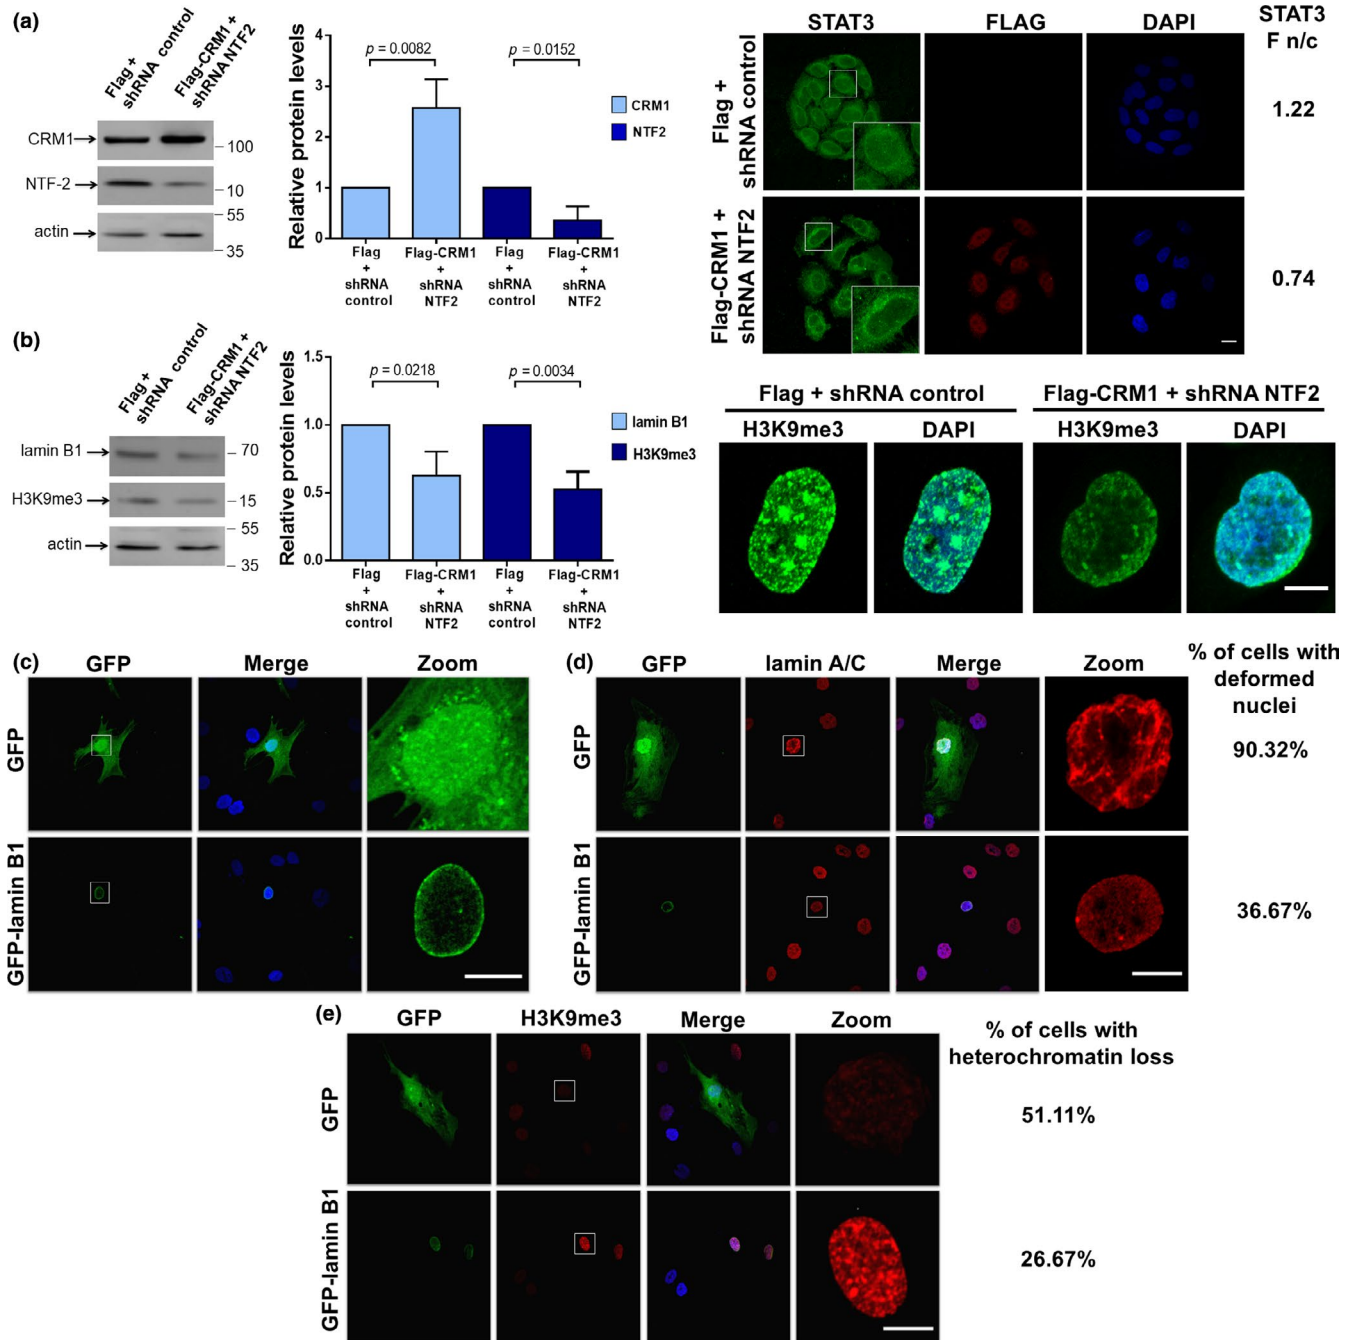 (a)
Flag +
shRNA control
Flag-CRM1 +
shRNA NTF2
CRM1
NTF-2
actin
100
10
55
35
Relative protein levels
4
3
2
1
0
p = 0.0082
p = 0.0152
CRM1
NTF2
Flag
+
shRNA
control
Flag-CRM1
+
shRNA
NTF2
Flag
+
shRNA
control
Flag-CRM1
+
shRNA
NTF2
STAT3
FLAG
DAPI
STAT3
F n/c
Flag +
shRNA control
1.22
Flag-CRM1 +
shRNA NTF2
0.74
(b)
Flag +
shRNA control
Flag-CRM1 +
shRNA NTF2
lamin B1
H3K9me3
actin
70
15
55
35
Relative protein levels
1.5
1.0
0.5
0.0
p = 0.0218
p = 0.0034
lamin B1
H3K9me3
Flag
+
shRNA
control
Flag-CRM1
+
shRNA
NTF2
Flag
+
shRNA
control
Flag-CRM1
+
shRNA
NTF2
Flag + shRNA control
Flag-CRM1 + shRNA NTF2
H3K9me3
DAPI
H3K9me3
DAPI
(c)
GFP
Merge
Zoom
GFP
GFP-lamin B1
(d)
GFP
lamin A/C
Merge
Zoom
% of cells with
deformed
nuclei
GFP
90.32%
GFP-lamin B1
36.67%
(e)
GFP
H3K9me3
Merge
Zoom
% of cells with
heterochromatin loss
GFP
51.11%
GFP-lamin B1
26.67%